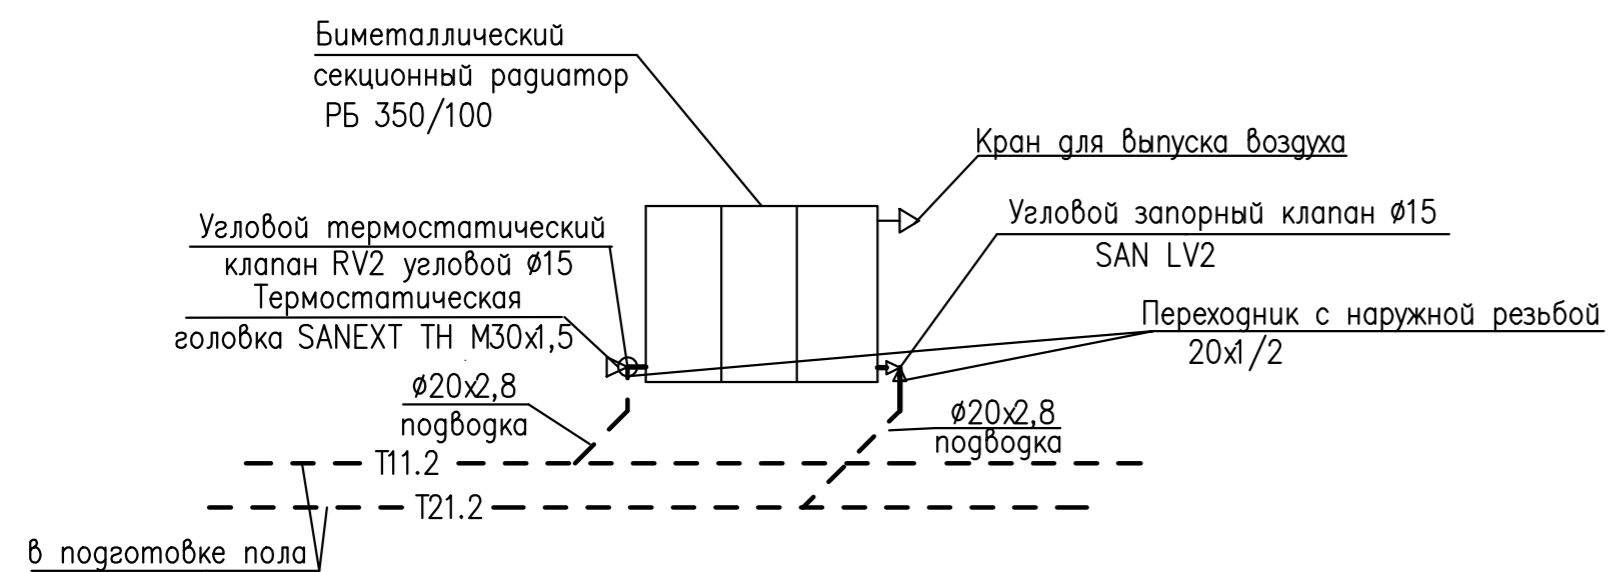 Биметаллический
секционный радиатор
РБ 350/100
Кран для выпуска воздуха
Угловой термостатический
клапан RV2 угловой Ø15
Угловой запорный клапан Ø15
SAN LV2
Термостатическая
головка SANEXT TH M30x1,5
Переходник с наружной резьбой
20x1/2
Ø20x2,8
подводка
Ø20x2,8
подводка
Т11.2
Т21.2
в подготовке пола